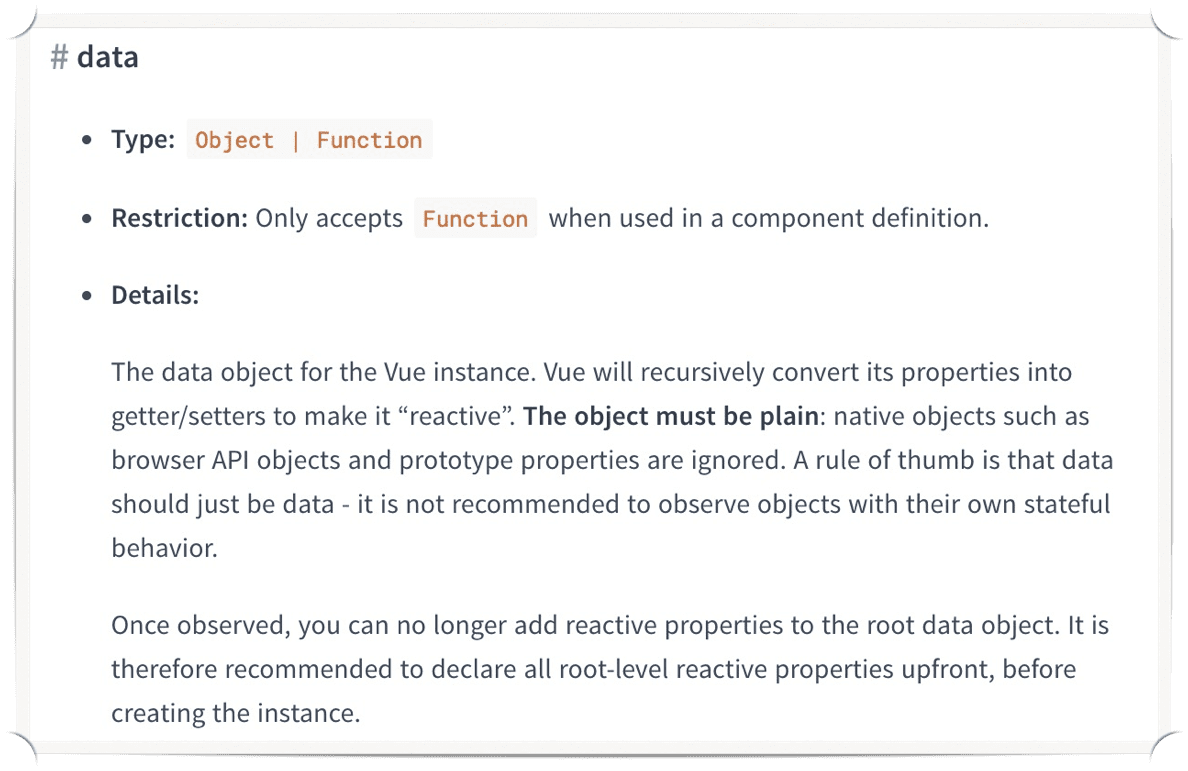 # data
Type: Object | Function
Restriction: Only accepts Function when used in a component definition.
Details:
The data object for the Vue instance. Vue will recursively convert its properties into
getter/setters to make it “reactive”. The object must be plain: native objects such as
browser API objects and prototype properties are ignored. A rule of thumb is that data
should just be data - it is not recommended to observe objects with their own stateful
behavior.
Once observed, you can no longer add reactive properties to the root data object. It is
therefore recommended to declare all root-level reactive properties upfront, before
creating the instance.